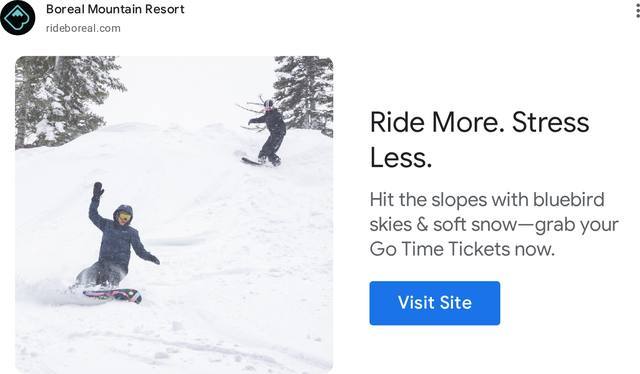 Boreal Mountain Resort
rideboreal.com
Ride More. Stress
Less.
Hit the slopes with bluebird
skies & soft snow—grab your
Go Time Tickets now.
Visit Site